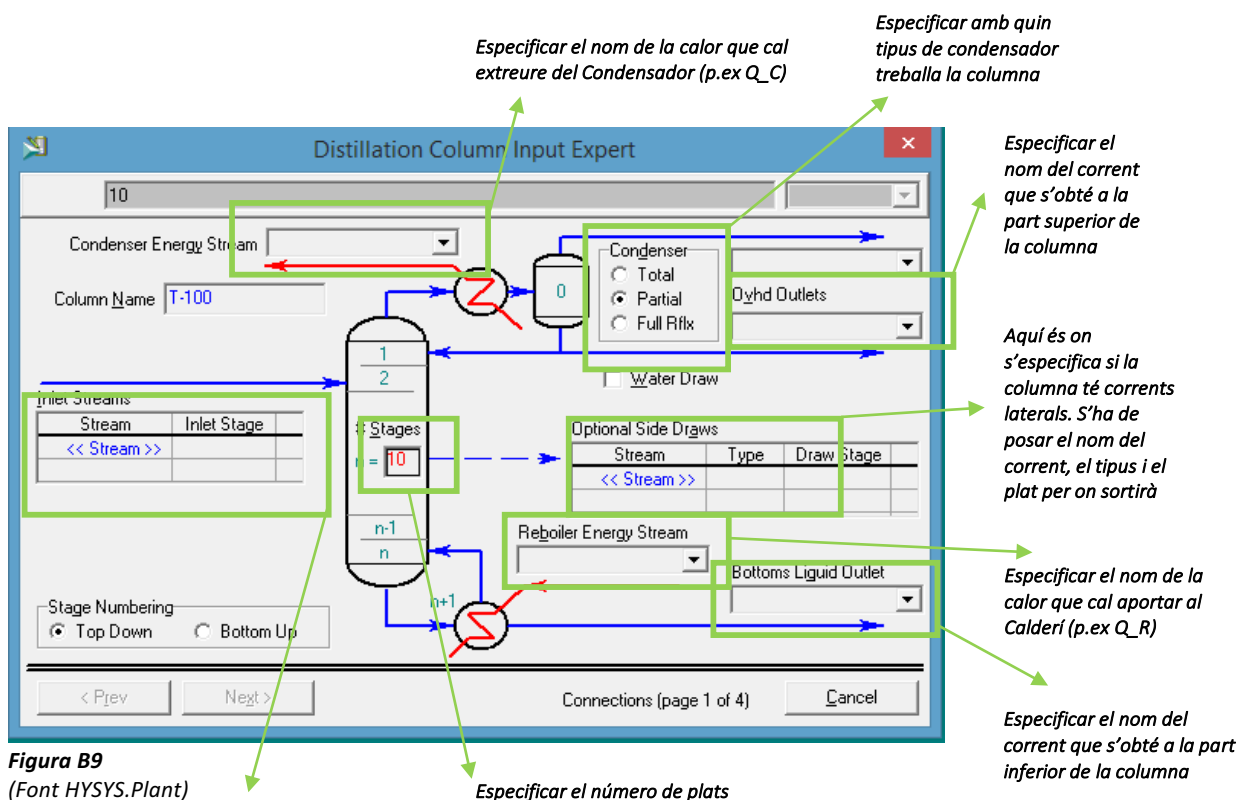 Especificar el nom de la calor que cal
extreure del Condensador (p.ex Q_C)
Especificar amb quin
tipus de condensador
treballa la columna
Especificar el
nom del corrent
que s'obté a la
part superior de
la columna
Aquí és on
s'especifica si la
columna té corrents
laterals. S'ha de
posar el nom del
corrent, el tipus i el
plat per on sortirà
Especificar el nom de la
calor que cal aportar al
Calderí (p.ex Q_R)
Especificar el nom del
corrent que s'obté a la part
inferior de la columna
Distillation Column Input Expert
10
Condenser Energy Stream
Column Name T-100
0
Condenser
Total
Partial
Full Rflx
Ovhd Outlets
1
2
Water Draw
Inlet Streams
Stream Inlet Stage
<< Stream >>
# Stages
n = 10
Optional Side Draws
Stream Type Draw Stage
<< Stream >>
n-1
n
n+1
Reboiler Energy Stream
Bottoms Liquid Outlet
Stage Numbering
Top Down Bottom Up
< Prev Next > Connections (page 1 of 4) Cancel
Figura B9
(Font HYSYS.Plant)
Especificar el número de plats